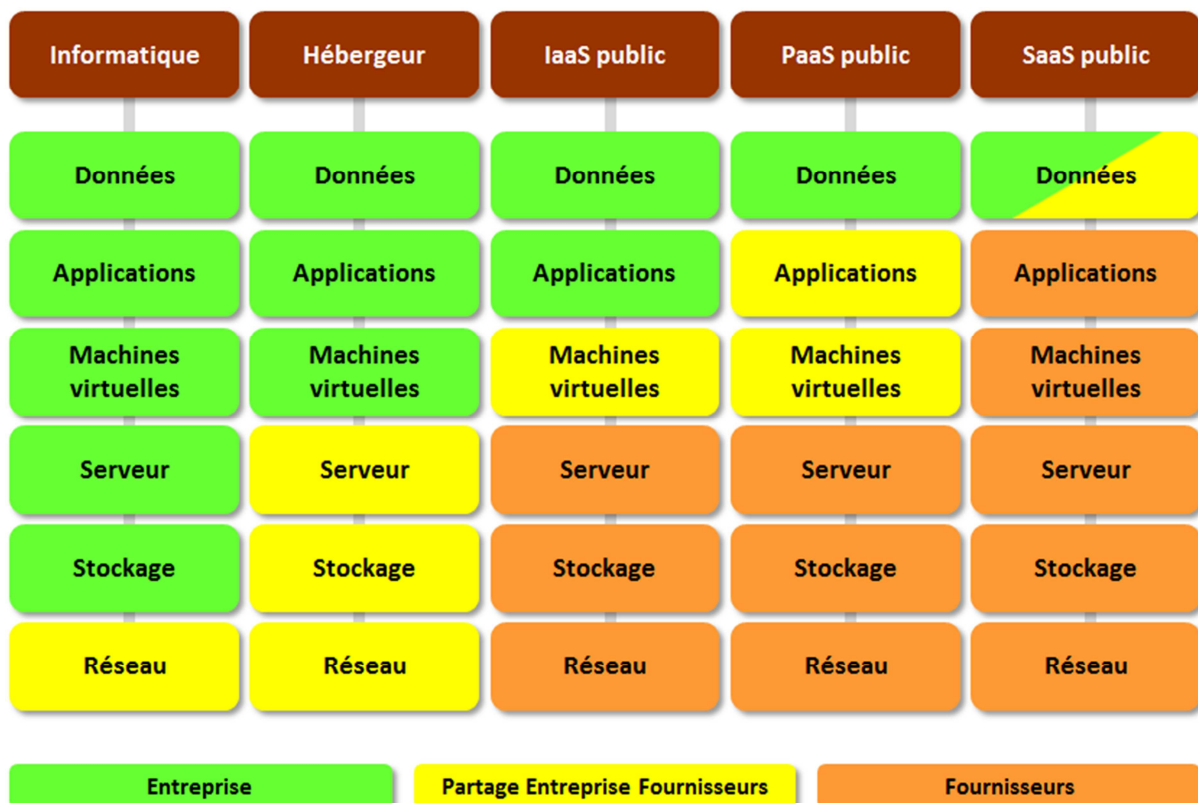 Informatique
Hébergeur
IaaS public
PaaS public
SaaS public
Données
Données
Données
Données
Données
Applications
Applications
Applications
Applications
Applications
Machines
virtuelles
Machines
virtuelles
Machines
virtuelles
Machines
virtuelles
Machines
virtuelles
Serveur
Serveur
Serveur
Serveur
Serveur
Stockage
Stockage
Stockage
Stockage
Stockage
Réseau
Réseau
Réseau
Réseau
Réseau
Entreprise
Partage Entreprise Fournisseurs
Fournisseurs